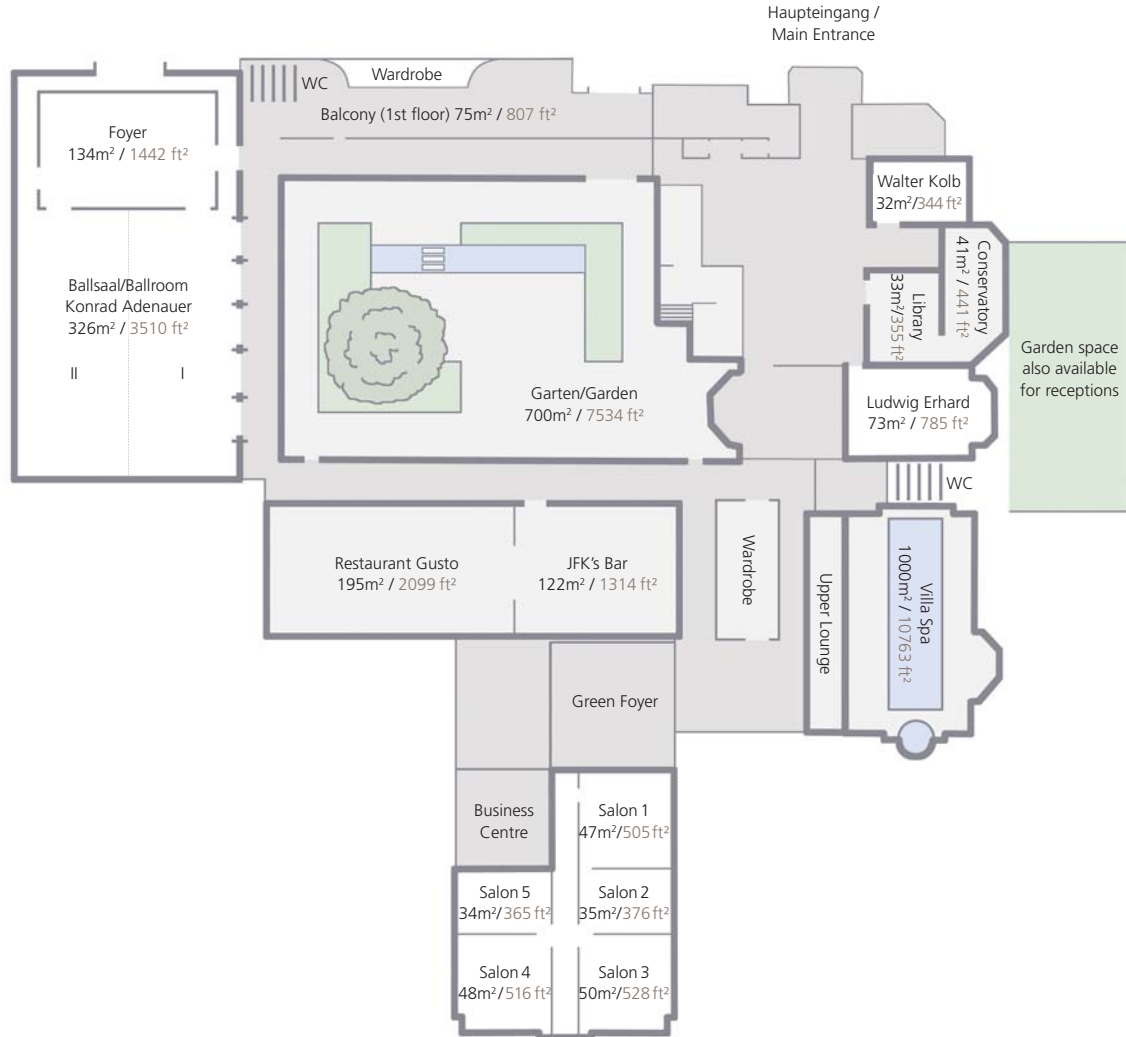 Haupteingang /
Main Entrance
WC
Wardrobe
Balcony (1st floor) 75m² / 807 ft²
Foyer
134m² / 1442 ft²
Walter Kolb
32m²/344 ft²
Conservatory
41m² / 441 ft²
Library
33m²/355 ft²
Ballsaal/Ballroom
Konrad Adenauer
326m² / 3510 ft²
II
I
Garten/Garden
700m² / 7534 ft²
Ludwig Erhard
73m² / 785 ft²
Garden space
also available
for receptions
WC
Restaurant Gusto
195m² / 2099 ft²
JFK's Bar
122m² / 1314 ft²
Wardrobe
Upper Lounge
Villa Spa
1000m² / 10763 ft²
Green Foyer
Business
Centre
Salon 1
47m²/505 ft²
Salon 5
34m²/365 ft²
Salon 2
35m²/376 ft²
Salon 4
48m²/516 ft²
Salon 3
50m²/528 ft²